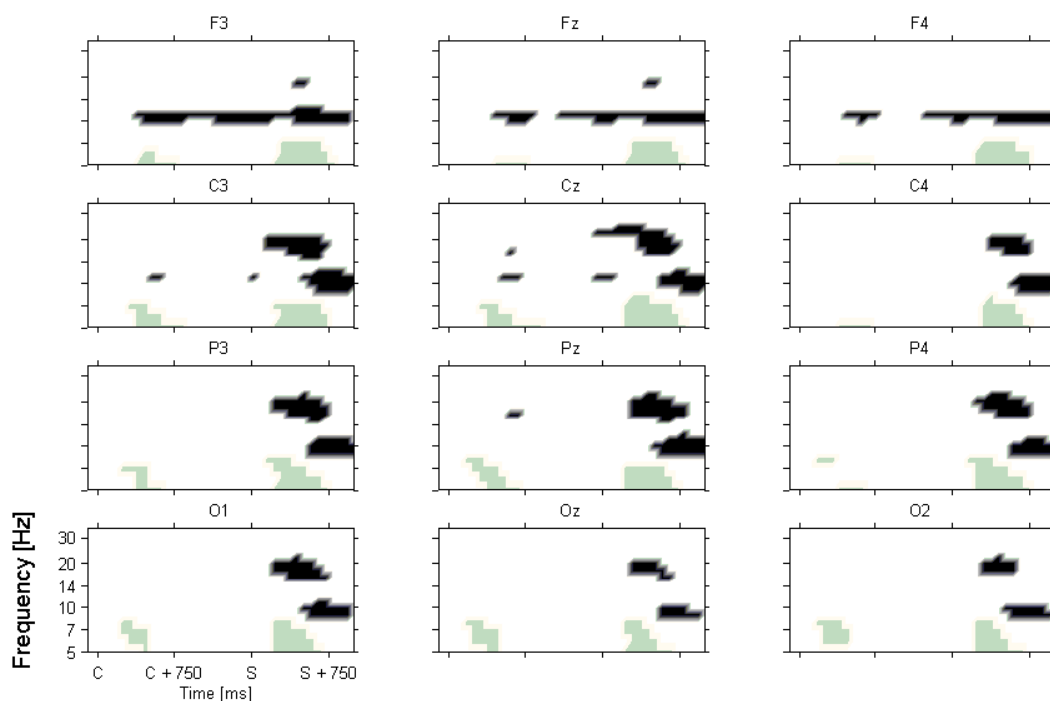 F3 Fz F4
C3 Cz C4
P3 Pz P4
O1 Oz O2
Frequency [Hz]
30
20
14
10
7
5
C C +750 S S +750
Time [ms]